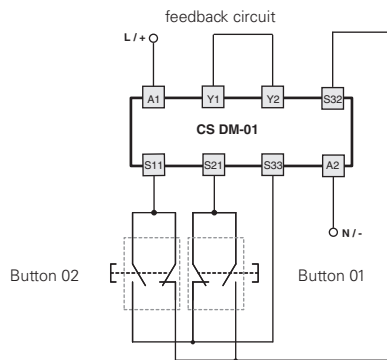 feedback circuit
L / +
A1 Y1 Y2 S32
CS DM-01
S11 S21 S33 A2
N / -
Button 02 Button 01